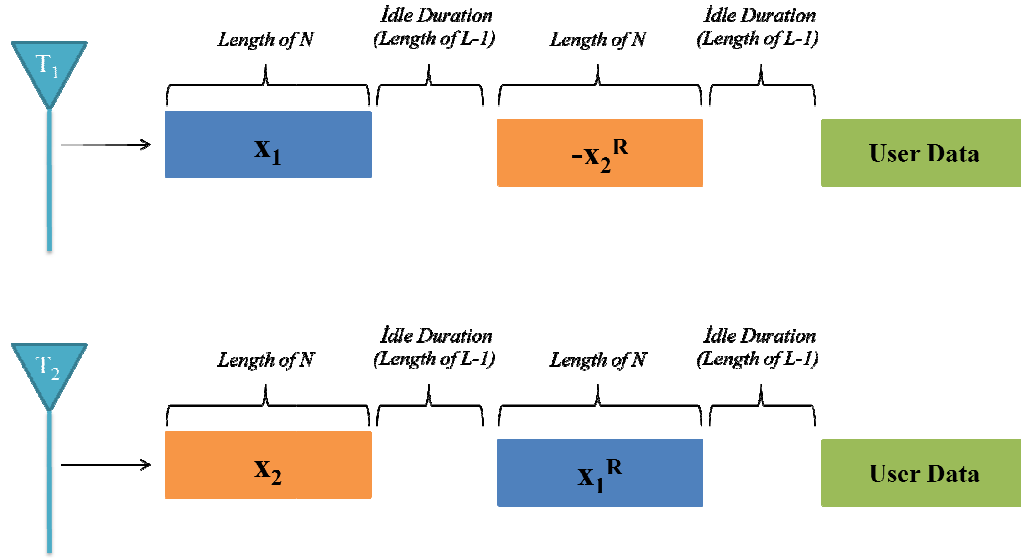 İdle Duration
(Length of L-1)
İdle Duration
(Length of L-1)
Length of N
Length of N
T₁
x₁
-x₂ᴿ
User Data
İdle Duration
(Length of L-1)
İdle Duration
(Length of L-1)
Length of N
Length of N
T₂
x₂
x₁ᴿ
User Data